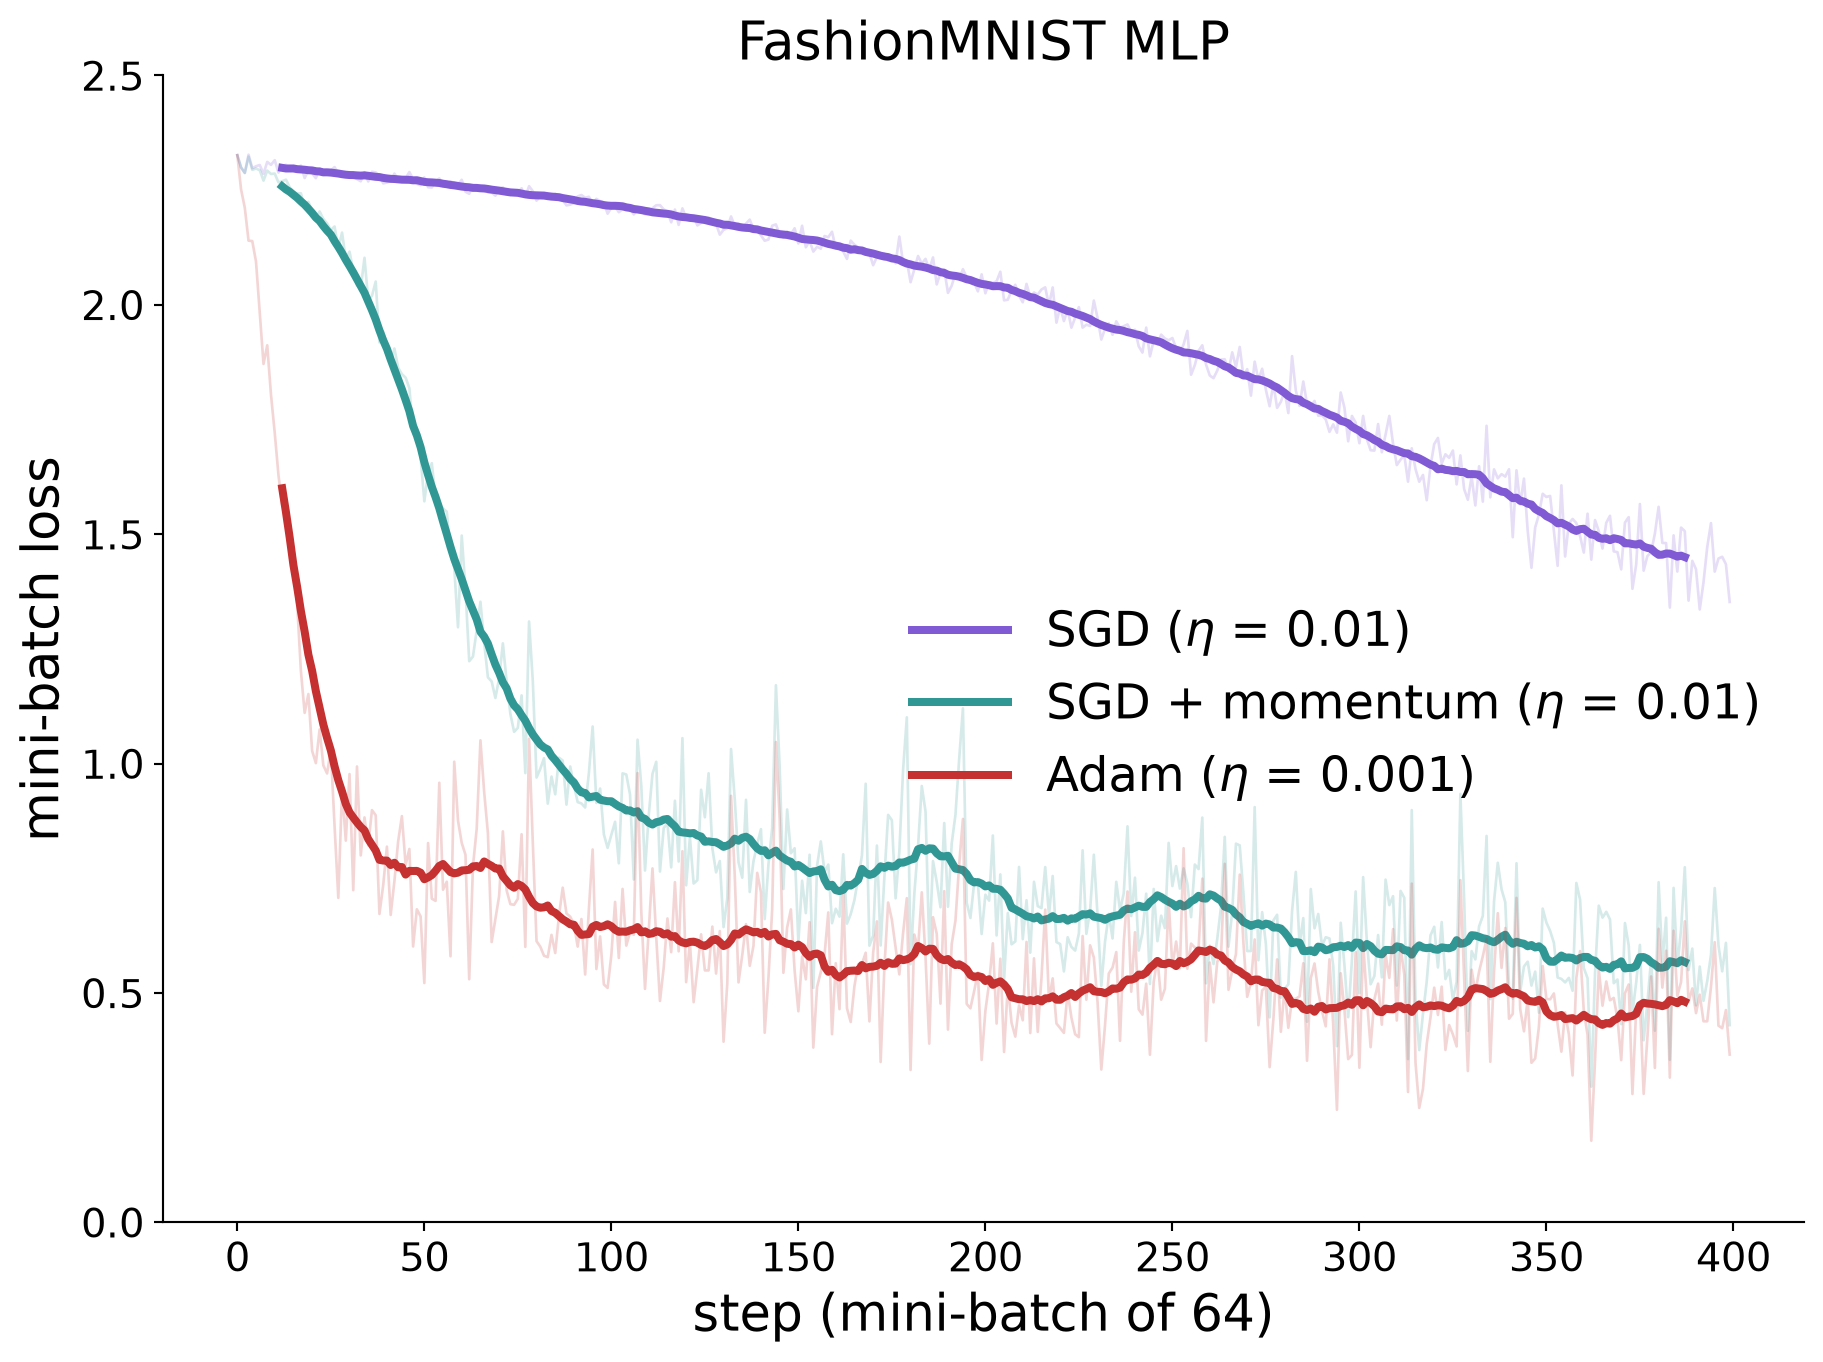 FashionMNIST MLP
2.5
2.0
1.5
1.0
0.5
0.0
mini-batch loss
SGD (η = 0.01)
SGD + momentum (η = 0.01)
Adam (η = 0.001)
0 50 100 150 200 250 300 350 400
step (mini-batch of 64)